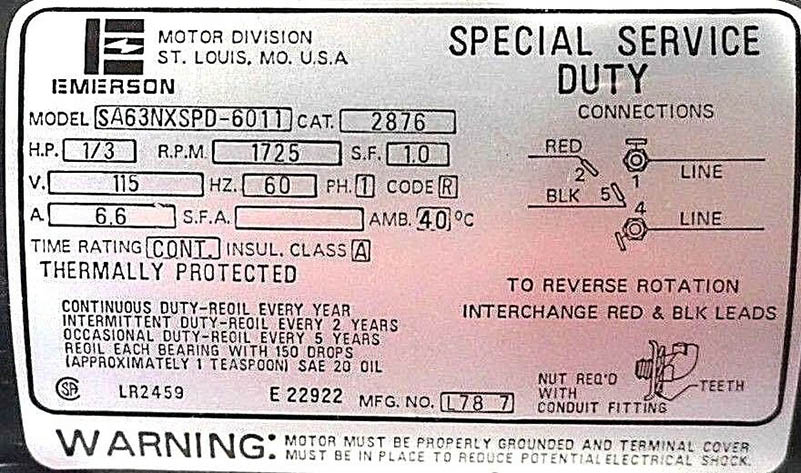 EMERSON
MOTOR DIVISION
ST. LOUIS, MO. U.S.A
SPECIAL SERVICE
DUTY
MODEL SA63NXSPD-6011 CAT. 2876
H.P. 1/3 R.P.M. 1725 S.F. 1.0
V. 115 HZ. 60 PH. 1 CODE R
A. 6.6 S.F.A. AMB. 40 °C
TIME RATING CONT. INSUL. CLASS A
THERMALLY PROTECTED
CONTINUOUS DUTY-REOIL EVERY YEAR
INTERMITTENT DUTY-REOIL EVERY 2 YEARS
OCCASIONAL DUTY-REOIL EVERY 5 YEARS
REOIL EACH BEARING WITH 150 DROPS
(APPROXIMATELY 1 TEASPOON) SAE 20 OIL
SA LR2459 E 22922 MFG. NO. L78 7
CONNECTIONS
RED
2
1
LINE
BLK
5
4
LINE
TO REVERSE ROTATION
INTERCHANGE RED & BLK LEADS
NUT REQ'D
WITH
CONDUIT FITTING
TEETH
WARNING: MOTOR MUST BE PROPERLY GROUNDED AND TERMINAL COVER
MUST BE IN PLACE TO REDUCE POTENTIAL ELECTRICAL SHOCK.